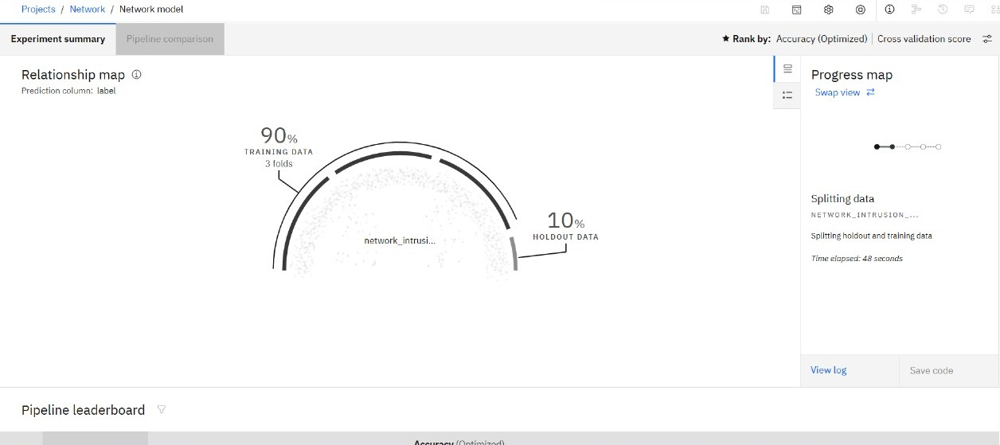 Projects / Network / Network model
Experiment summary
Pipeline comparison
★ Rank by: Accuracy (Optimized) | Cross validation score
Relationship map
Prediction column: label
90%
TRAINING DATA
3 folds
10%
HOLDOUT DATA
network_intrusi...
Progress map
Swap view
Splitting data
NETWORK_INTRUSION_...
Splitting holdout and training data
Time elapsed: 48 seconds
View log
Save code
Pipeline leaderboard
Accuracy (Optimized)